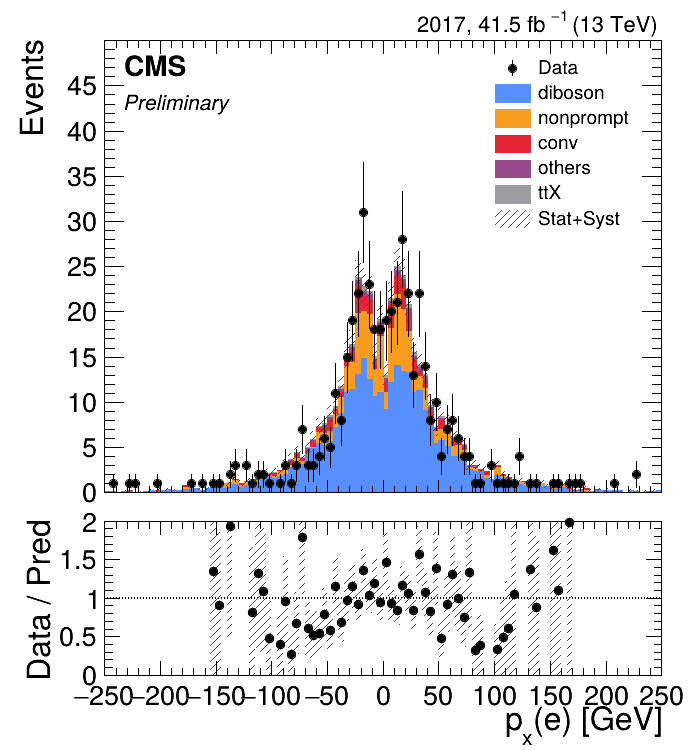 2017, 41.5 fb⁻¹ (13 TeV)
Events
CMS
Preliminary
Data
diboson
nonprompt
conv
others
ttX
Stat+Syst
45
40
35
30
25
20
15
10
5
0
Data / Pred
2
1.5
1
0.5
0
−250 −200 −150 −100 −50 0 50 100 150 200 250
pₓ(e) [GeV]